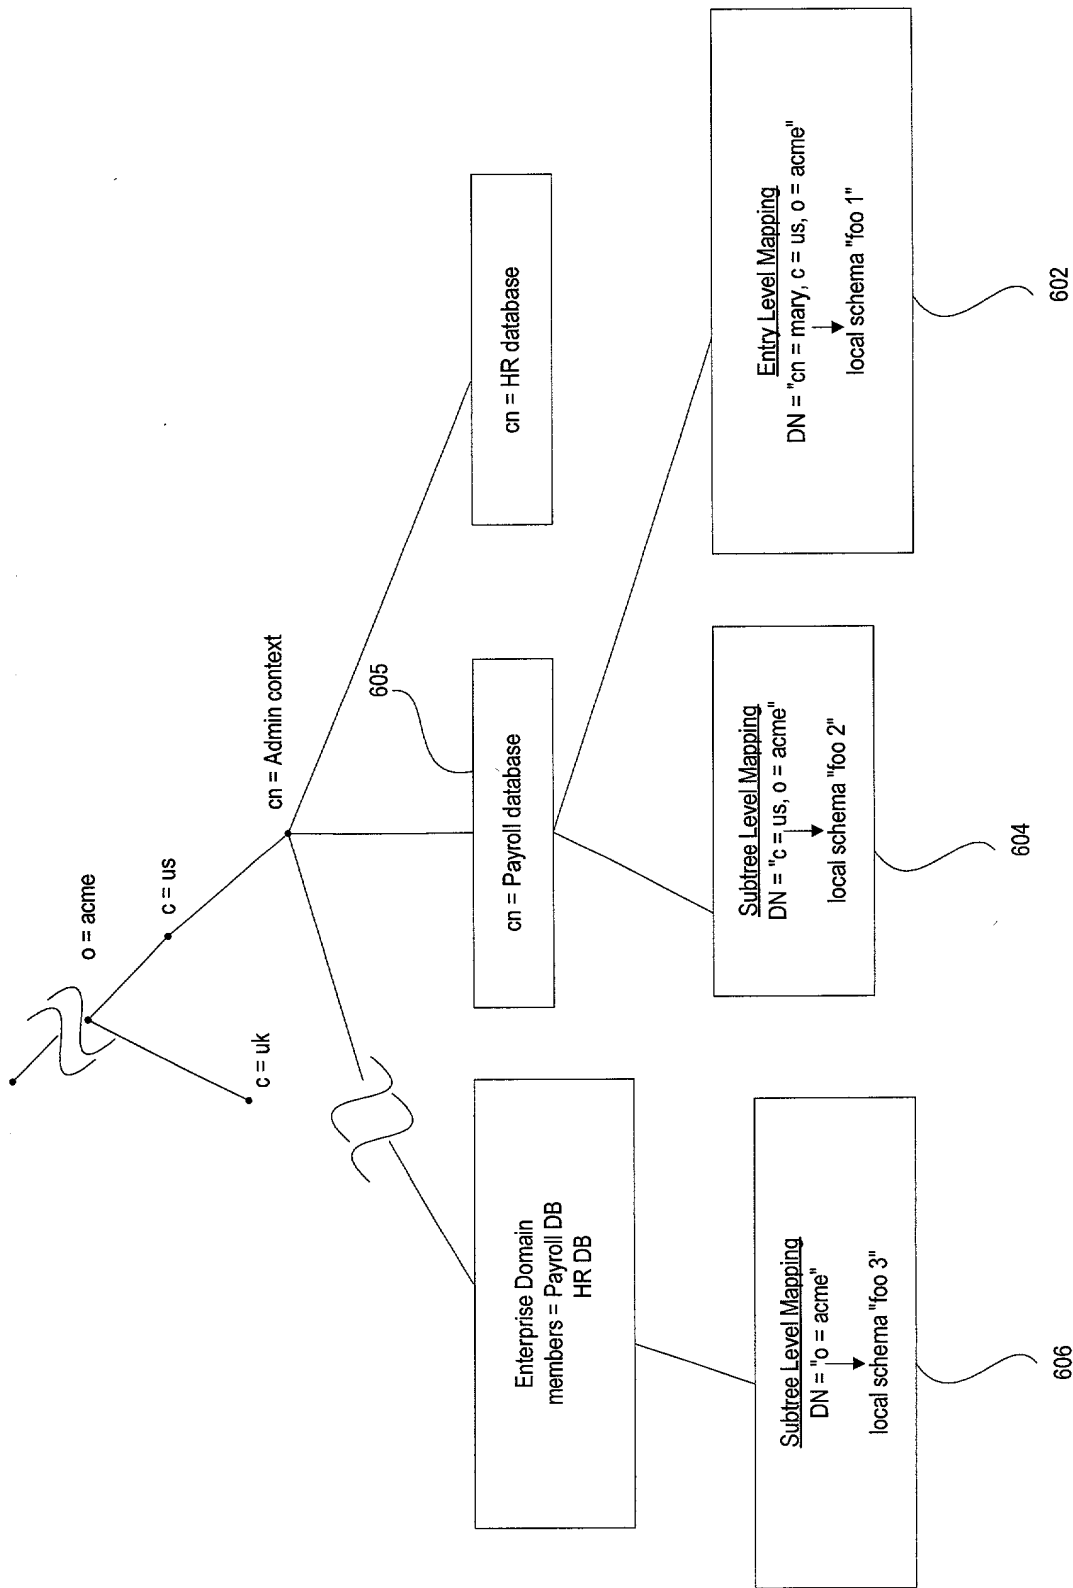 o = acme
c = us
c = uk
cn = Admin context
605
Enterprise Domain
members = Payroll DB
HR DB
cn = Payroll database
cn = HR database
Subtree Level Mapping
DN = "o = acme"
local schema "foo 3"
606
Subtree Level Mapping
DN = "c = us, o = acme"
local schema "foo 2"
604
Entry Level Mapping
DN = "cn = mary, c = us, o = acme"
local schema "foo 1"
602